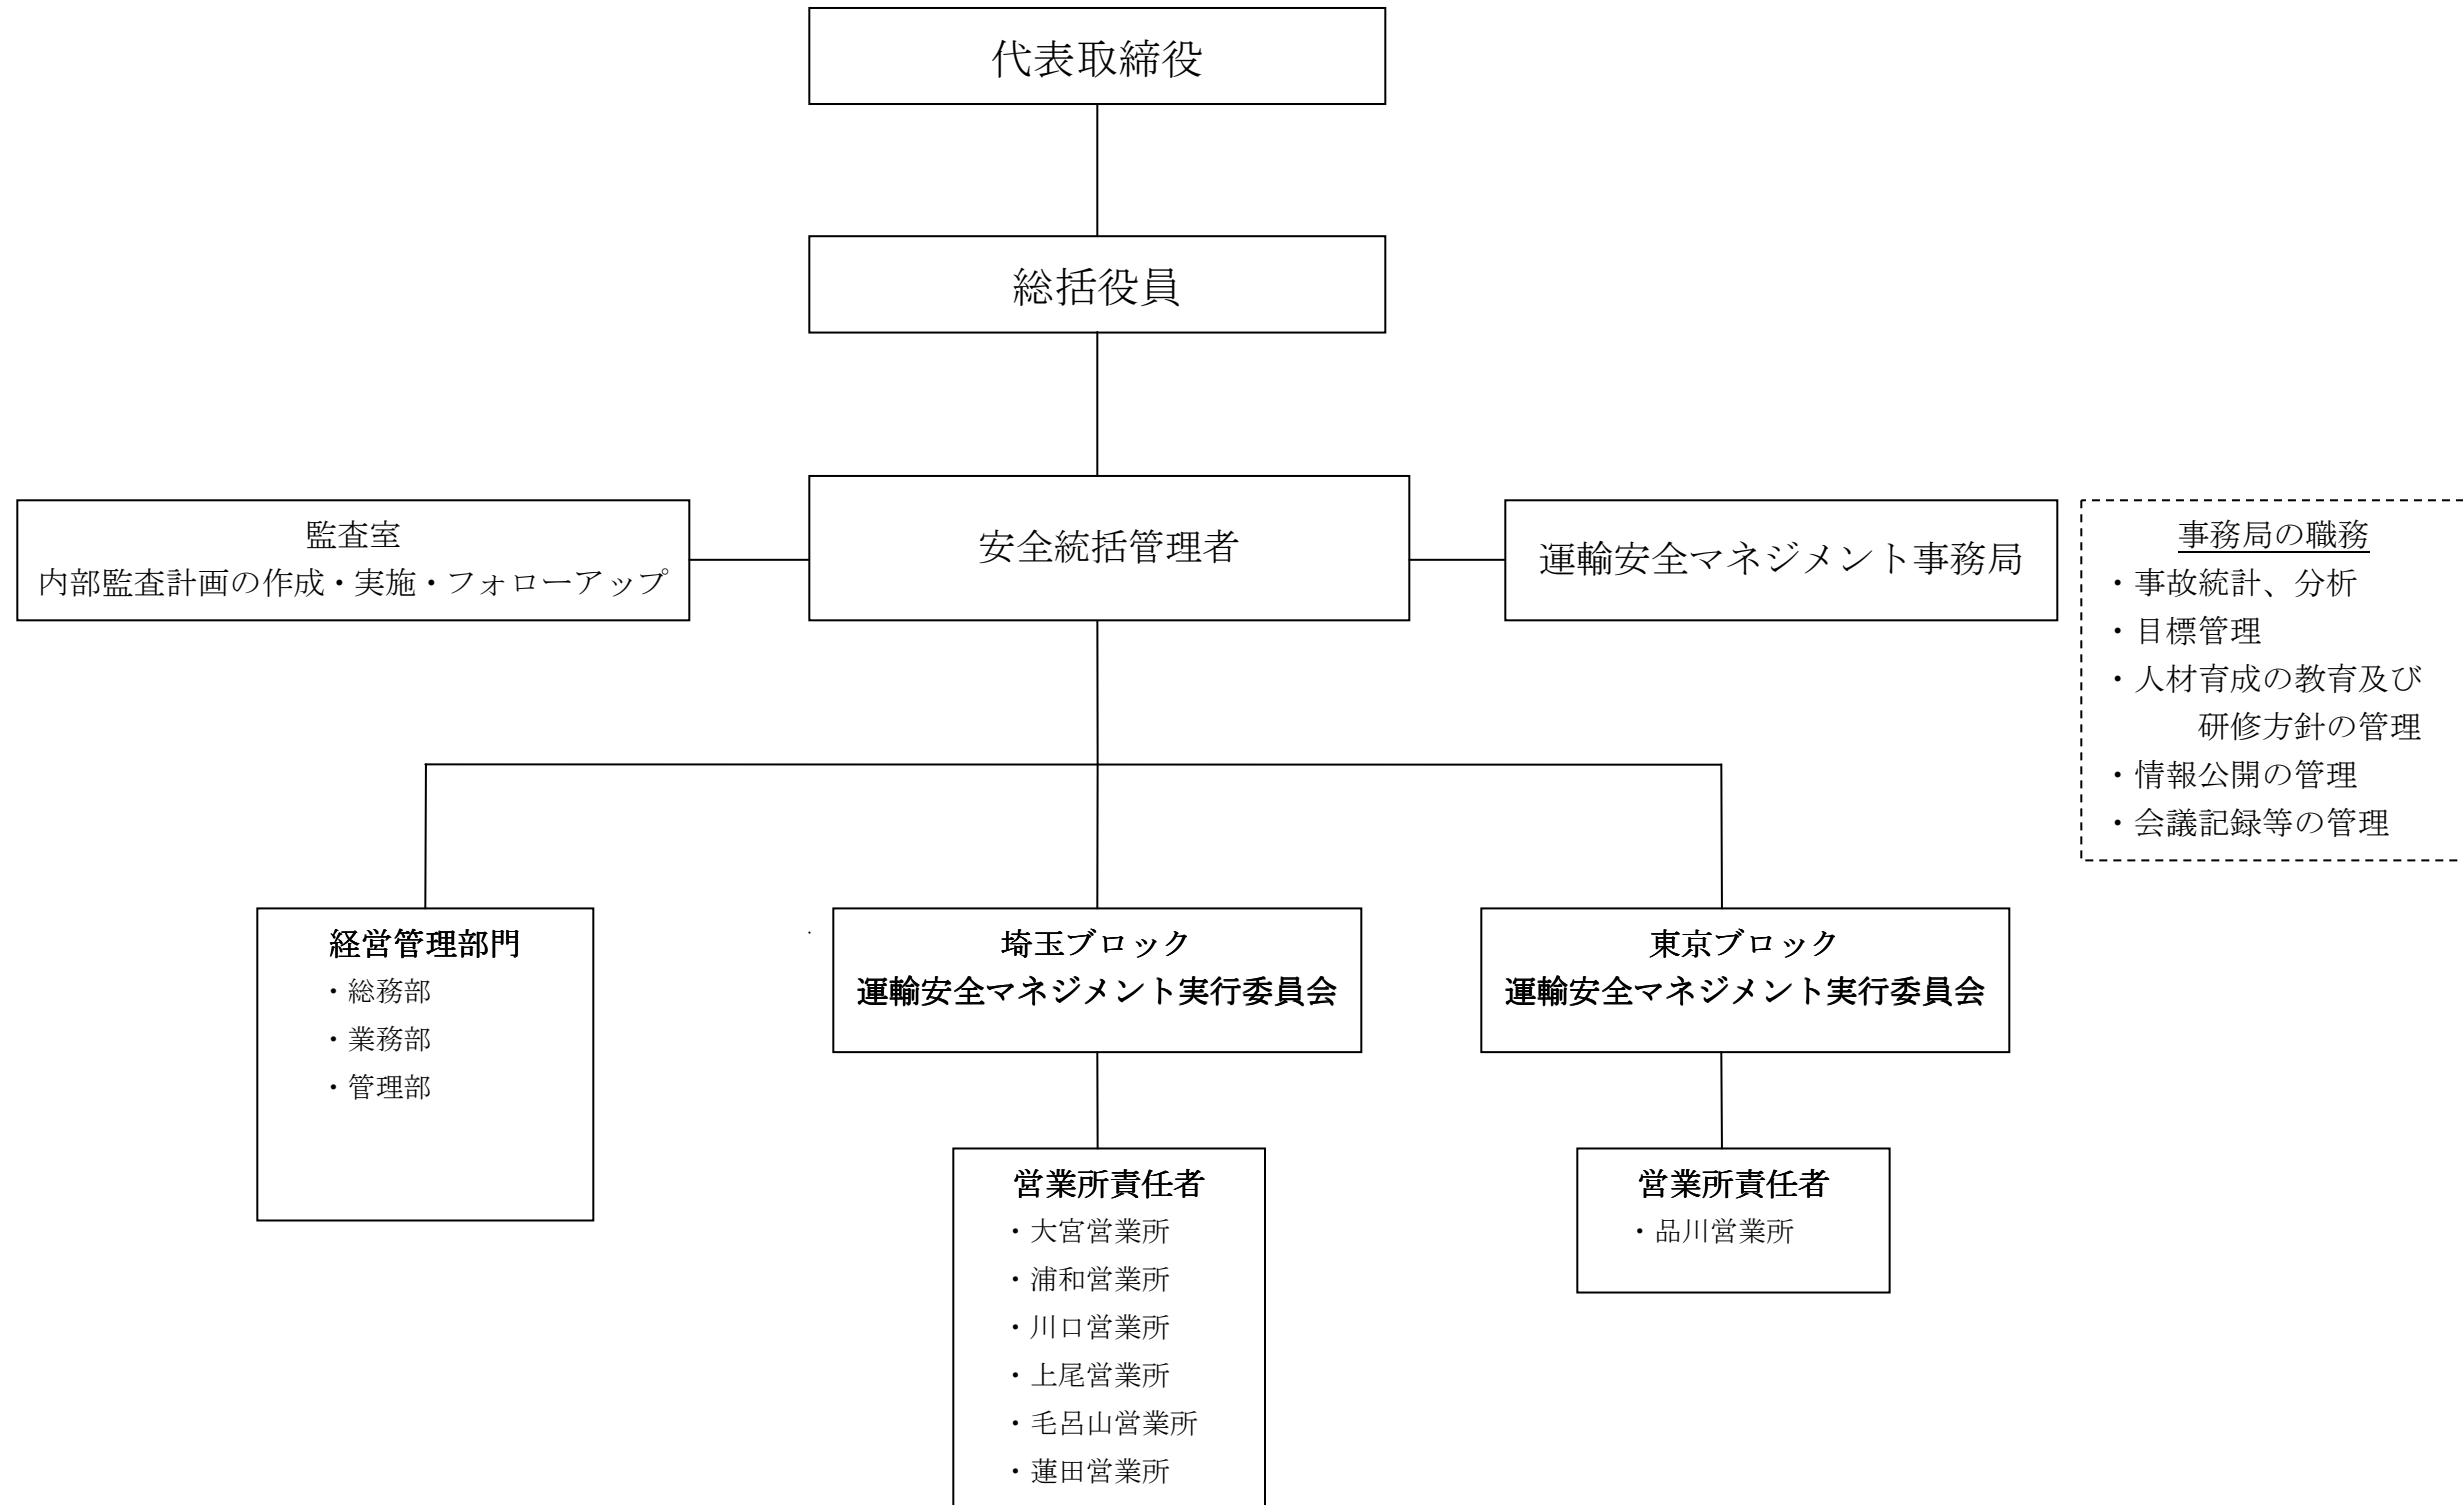 代表取締役
総括役員
監査室
内部監査計画の作成・実施・フォローアップ
安全統括管理者
運輸安全マネジメント事務局
事務局の職務
・事故統計、分析
・目標管理
・人材育成の教育及び
研修方針の管理
・情報公開の管理
・会議記録等の管理
経営管理部門
・総務部
・業務部
・管理部
埼玉ブロック
運輸安全マネジメント実行委員会
東京ブロック
運輸安全マネジメント実行委員会
営業所責任者
・大宮営業所
・浦和営業所
・川口営業所
・上尾営業所
・毛呂山営業所
・蓮田営業所
営業所責任者
・品川営業所